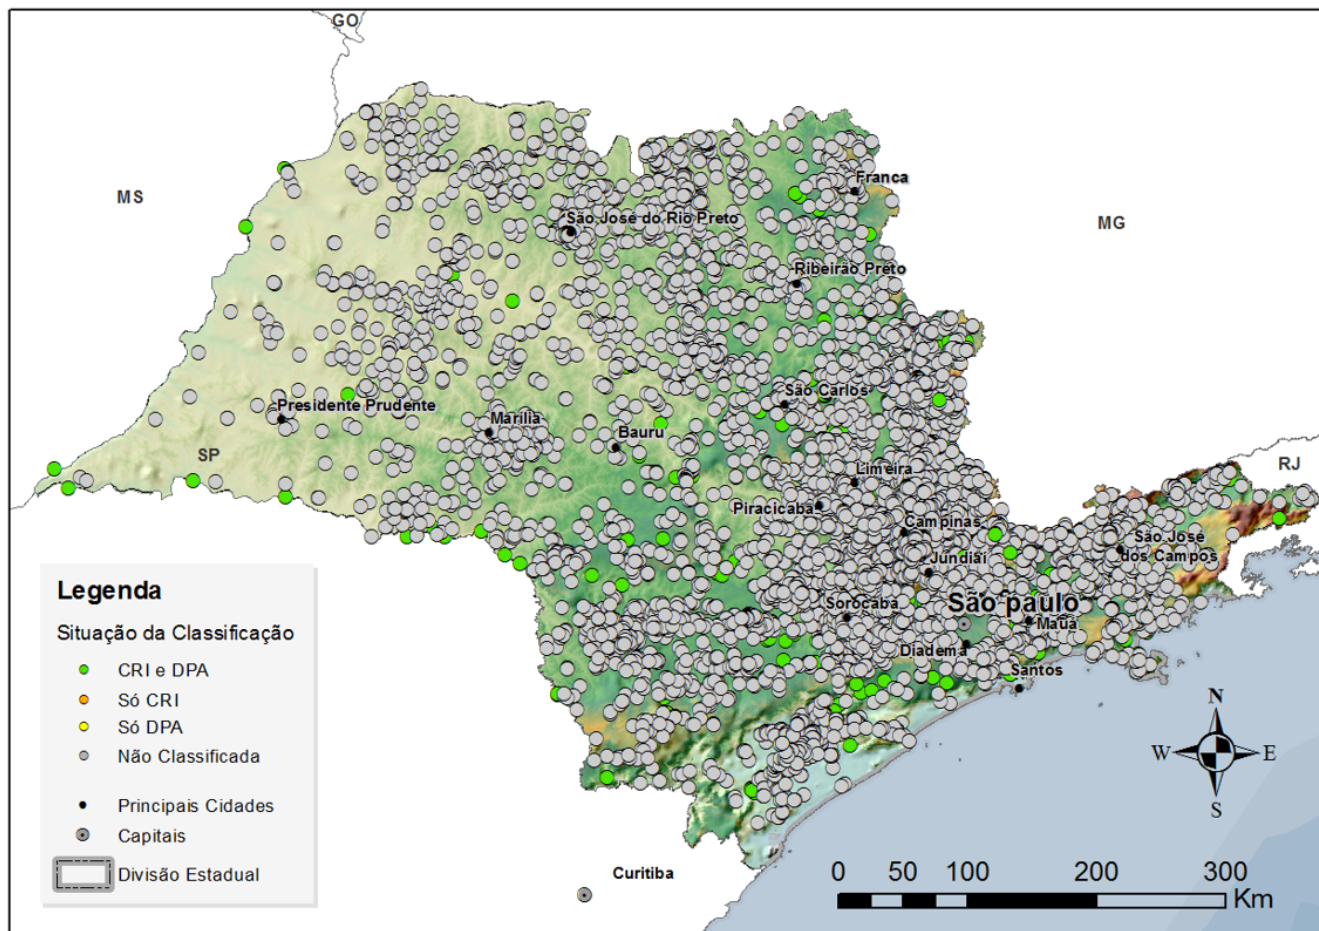 GO
MS
MG
Franca
São José do Rio Preto
Ribeirão Preto
São Carlos
Presidente Prudente
Marília
Bauru
SP
Limeira
RJ
Piracicaba
Campinas
São José
dos Campos
Jundiaí
São paulo
Sorocaba
Mauá
Diadema
Santos
Legenda
Situação da Classificação
CRI e DPA
Só CRI
Só DPA
Não Classificada
Principais Cidades
Capitais
Divisão Estadual
Curitiba
N
W E
S
0 50 100 200 300
Km